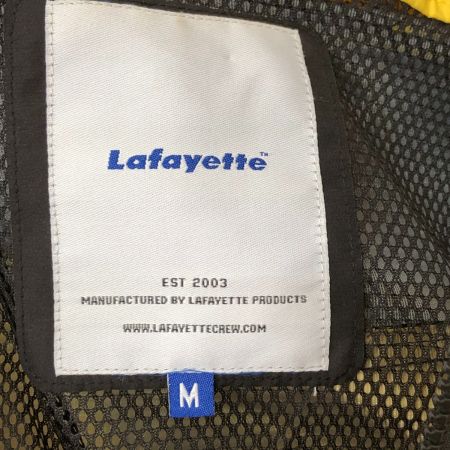 Lafayette™
EST 2003
MANUFACTURED BY LAFAYETTE PRODUCTS
WWW.LAFAYETTECREW.COM
M